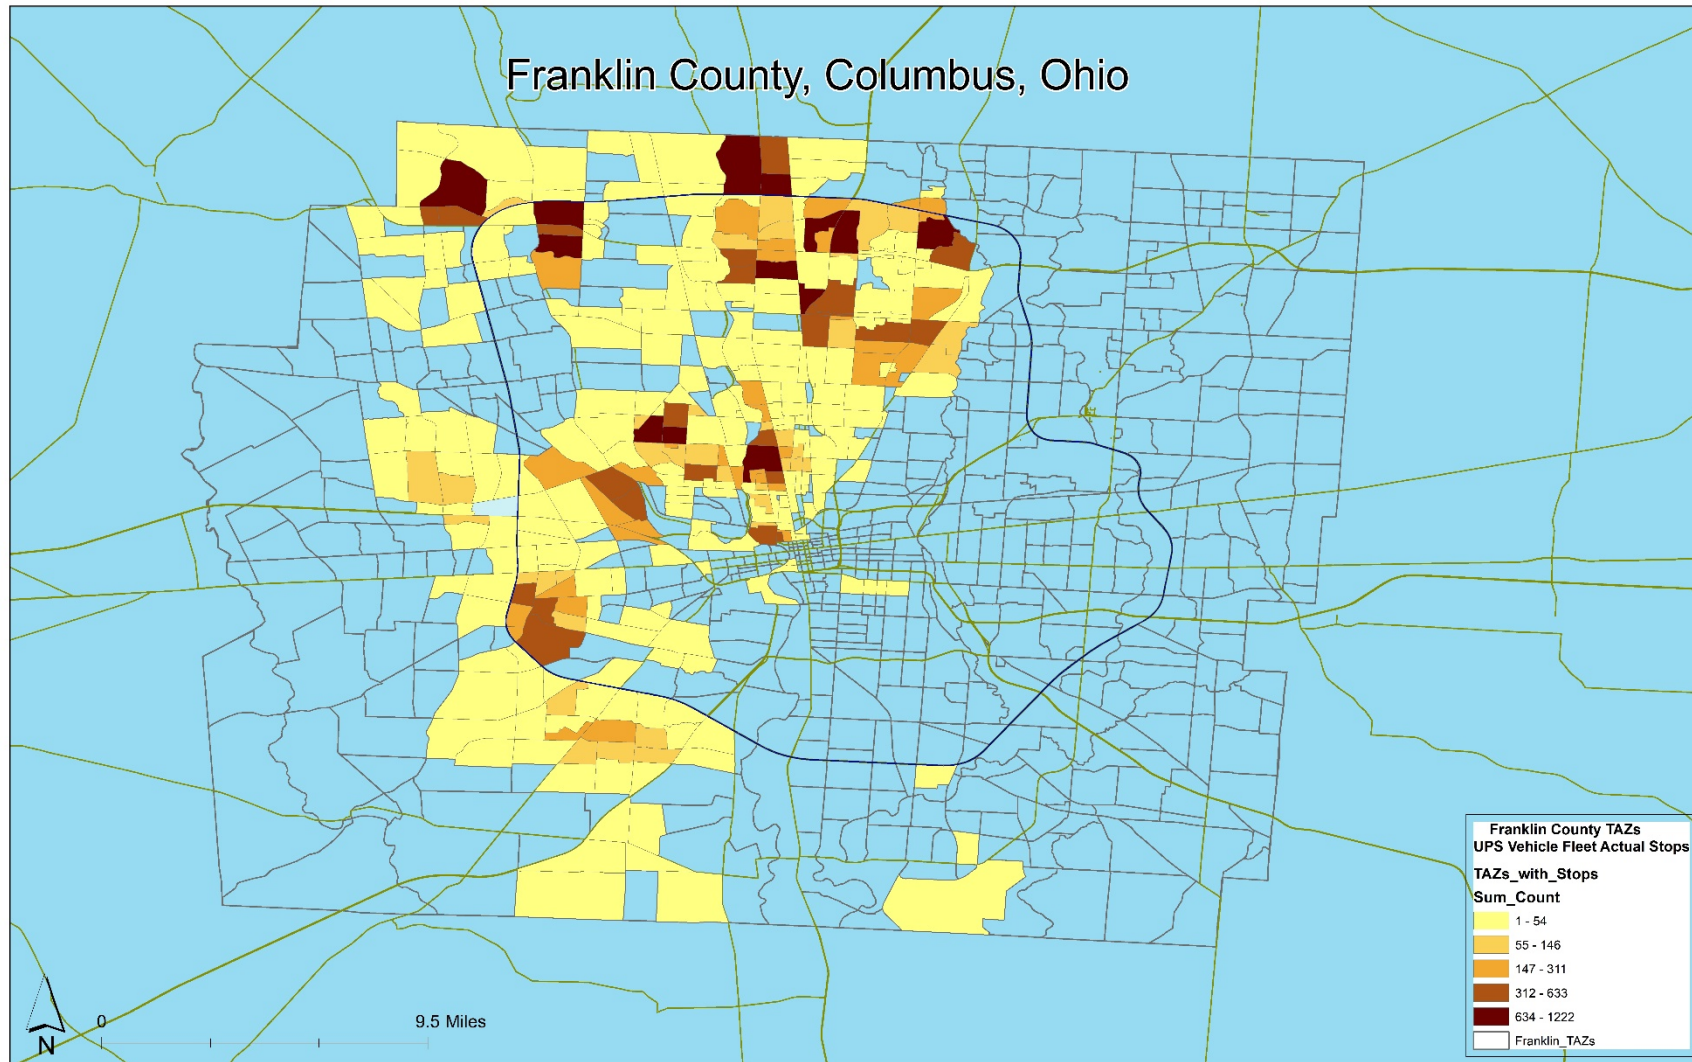 Franklin County, Columbus, Ohio
Franklin County TAZs
UPS Vehicle Fleet Actual Stops
TAZs_with_Stops
Sum_Count
1 - 54
55 - 146
147 - 311
312 - 633
634 - 1222
Franklin_TAZs
0
9.5 Miles
N